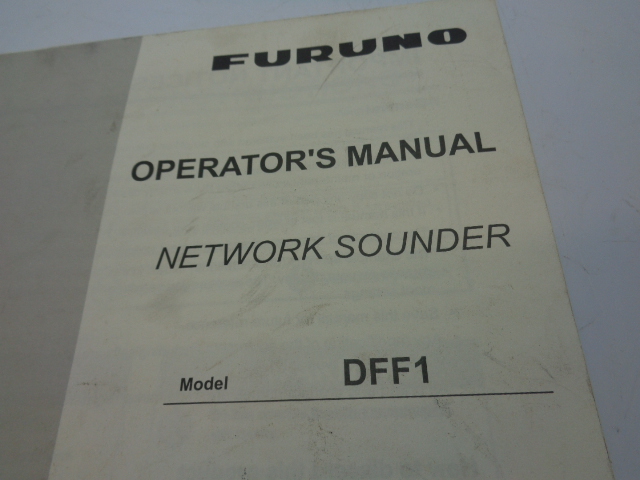 FURUNO
OPERATOR'S MANUAL
NETWORK SOUNDER
Model DFF1